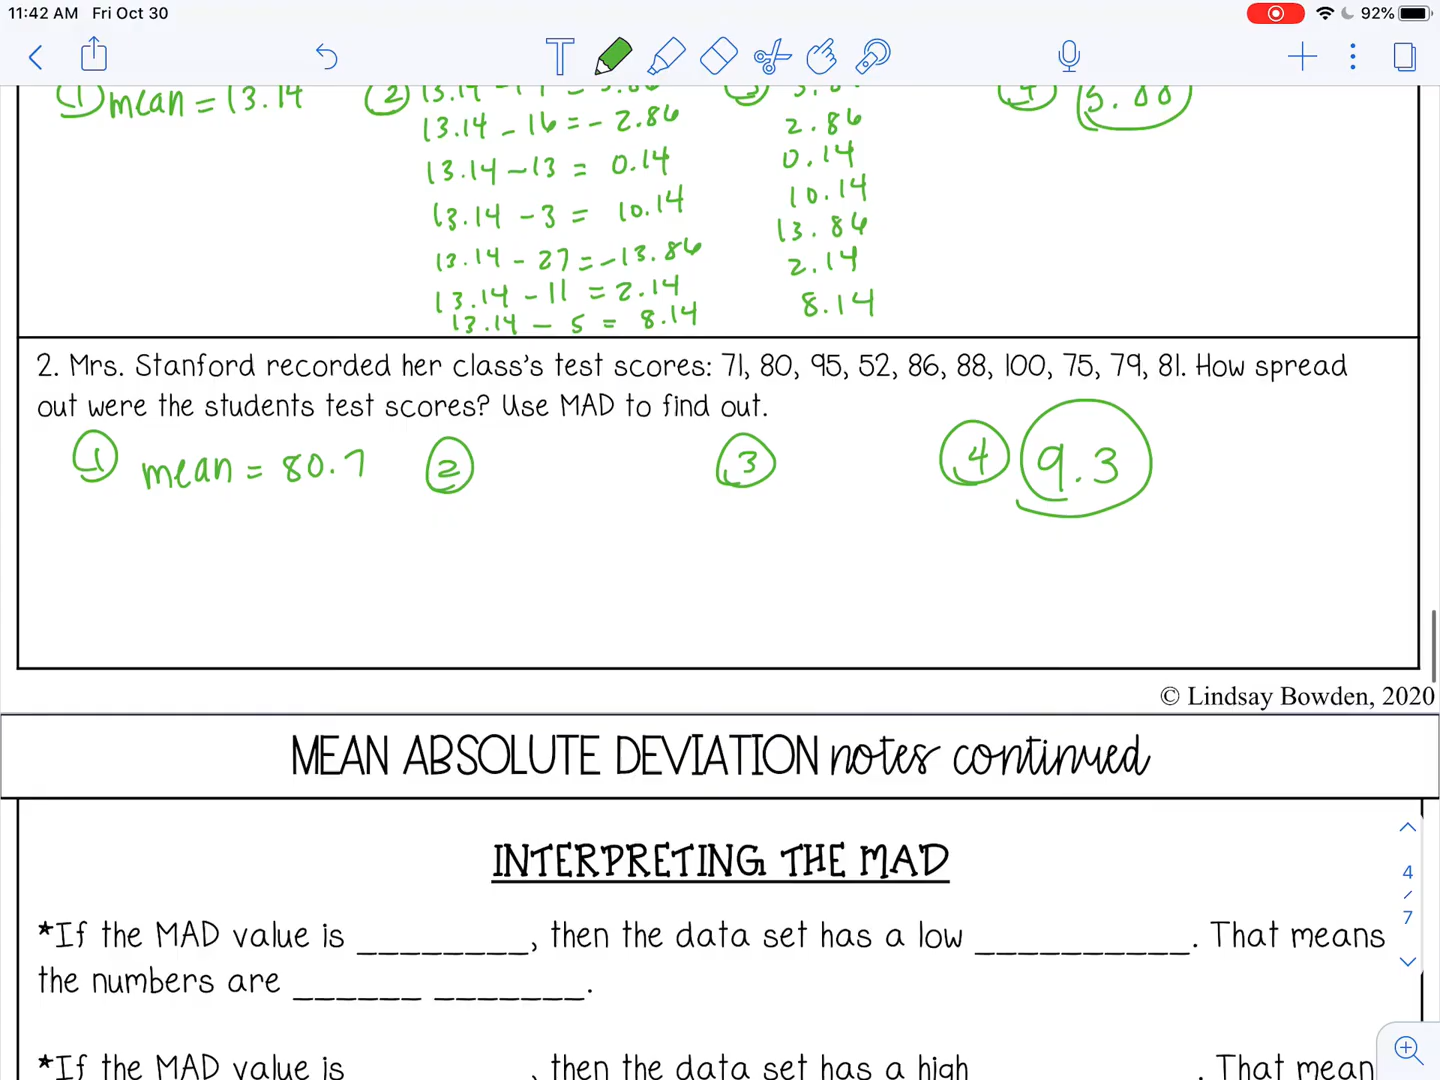 11:42 AM Fri Oct 30 92%
① mean = 13.14 ② ③ ④
13.14 - 16 = - 2.86 2.86
13.14 - 13 = 0.14 0.14
13.14 - 3 = 10.14 10.14
13.14 - 27 = -13.86 13.86
13.14 - 11 = 2.14 2.14
13.14 - 5 = 8.14 8.14
2. Mrs. Stanford recorded her class's test scores: 71, 80, 95, 52, 86, 88, 100, 75, 79, 81. How spread
out were the students test scores? Use MAD to find out.
① mean = 80.7 ② ③ ④ 9.3
© Lindsay Bowden, 2020
MEAN ABSOLUTE DEVIATION notes continued
INTERPRETING THE MAD
*If the MAD value is ________, then the data set has a low __________. That means
the numbers are ______ _______.
*If the MAD value is , then the data set has a high . That mean
4
/
7